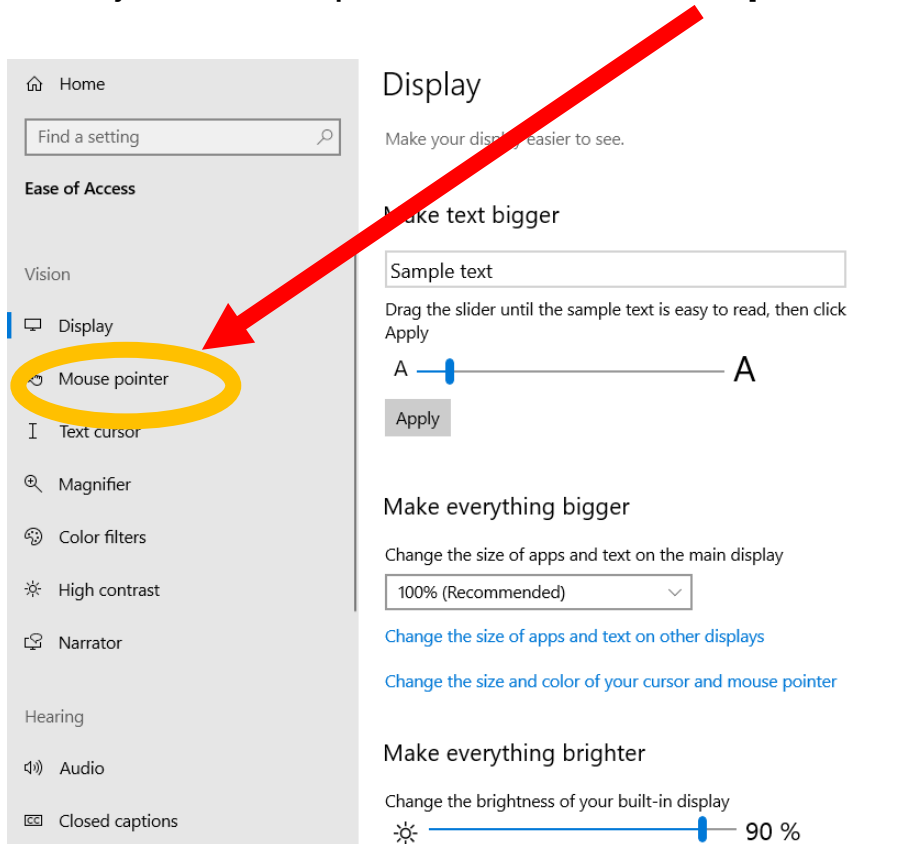 Home
Find a setting
Ease of Access
Vision
Display
Mouse pointer
Text cursor
Magnifier
Color filters
High contrast
Narrator
Hearing
Audio
CC
Closed captions
Display
Make your display easier to see.
Make text bigger
Sample text
Drag the slider until the sample text is easy to read, then click
Apply
A A
Apply
Make everything bigger
Change the size of apps and text on the main display
100% (Recommended)
Change the size of apps and text on other displays
Change the size and color of your cursor and mouse pointer
Make everything brighter
Change the brightness of your built-in display
90 %